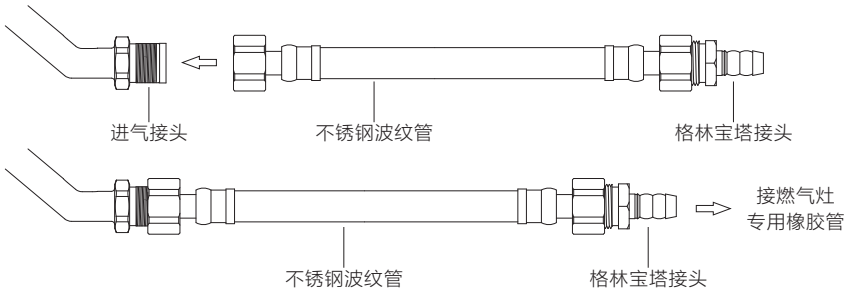 进气接头
不锈钢波纹管
格林宝塔接头
接燃气灶
专用橡胶管
不锈钢波纹管
格林宝塔接头